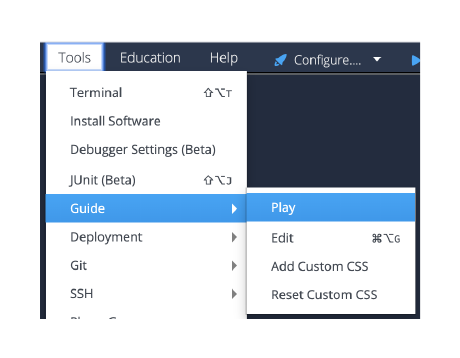 Tools Education Help Configure....
Terminal ⇧⌥T
Install Software
Debugger Settings (Beta)
JUnit (Beta) ⇧⌥J
Guide Play
Deployment Edit ⌘⌥G
Git Add Custom CSS
SSH Reset Custom CSS